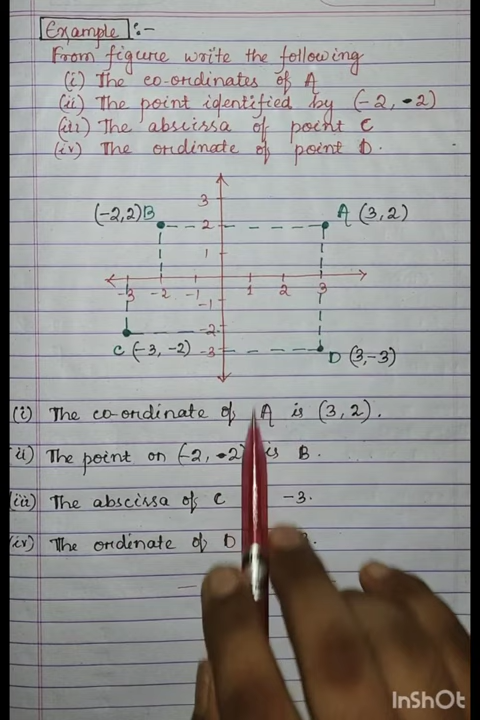 Example :-
From figure write the following
(i) The co-ordinates of A
(ii) The point identified by (-2, -2)
(iii) The abscissa of point C
(iv) The ordinate of point D.
3
(-2,2) B 2 A (3,2)
1
-3 -2 -1 1 2 3
-1
-2
C (-3, -2) -3 D (3,-3)
(i) The co-ordinate of A is (3, 2).
ii) The point on (-2, -2) is B.
(iii) The abscissa of C -3.
(iv) The ordinate of D
InShOt